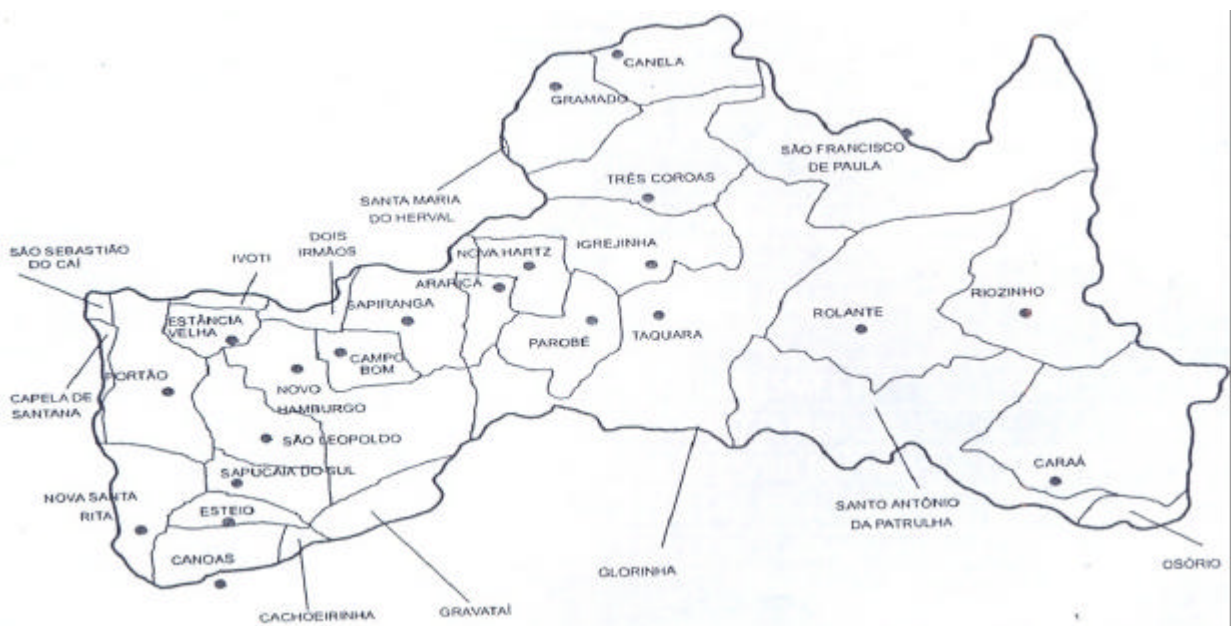 CANELA
GRAMADO
SÃO FRANCISCO
DE PAULA
TRÊS COROAS
SANTA MARIA
DO HERVAL
DOIS
IRMÃOS
IGREJINHA
SÃO SEBASTIÃO
DO CAÍ
IVOTI
NOVA HARTZ
ARARICÁ
SAPIRANGA
RIOZINHO
ROLANTE
ESTÂNCIA
VELHA
PAROBÉ
TAQUARA
CAMPO
BOM
PORTÃO
NOVO
HAMBURGO
CAPELA DE
SANTANA
SÃO LEOPOLDO
SAPUCAIA DO SUL
CARAÁ
NOVA SANTA
RITA
ESTEIO
SANTO ANTÔNIO
DA PATRULHA
CANOAS
GLORINHA
OSÓRIO
CACHOEIRINHA
GRAVATAÍ